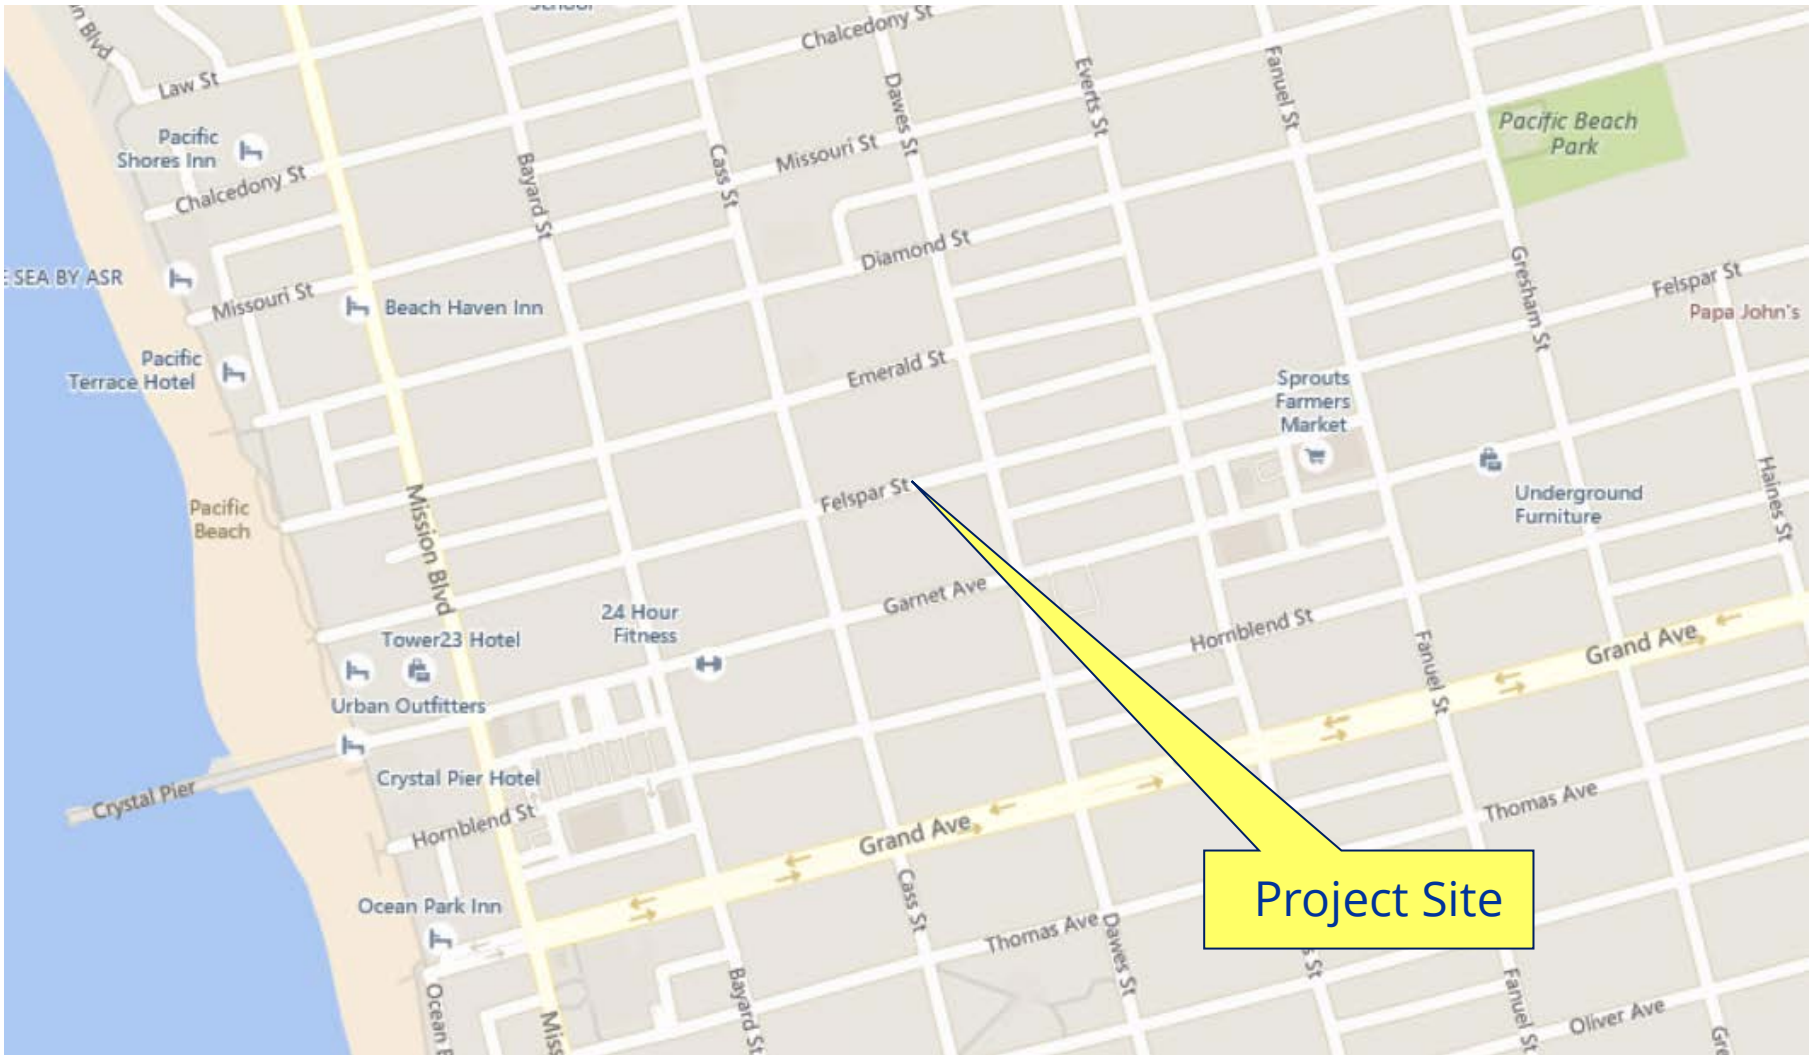 Chalcedony St
Law St
Pacific
Shores Inn
Chalcedony St
Bayard St
Cass St
Missouri St
Dawes St
Everts St
Fanuel St
Pacific Beach
Park
Diamond St
SEA BY ASR
Missouri St
Beach Haven Inn
Gresham St
Felspar St
Papa John's
Pacific
Terrace Hotel
Emerald St
Sprouts
Farmers
Market
Pacific
Beach
Mission Blvd
Felspar St
Underground
Furniture
Haines St
Garnet Ave
24 Hour
Fitness
Tower23 Hotel
Hornblend St
Grand Ave
Fanuel St
Urban Outfitters
Crystal Pier Hotel
Crystal Pier
Hornblend St
Grand Ave
Thomas Ave
Project Site
Ocean Park Inn
Cass St
Thomas Ave
Dawes St
Bayard St
Fanuel St
Oliver Ave
Ocean